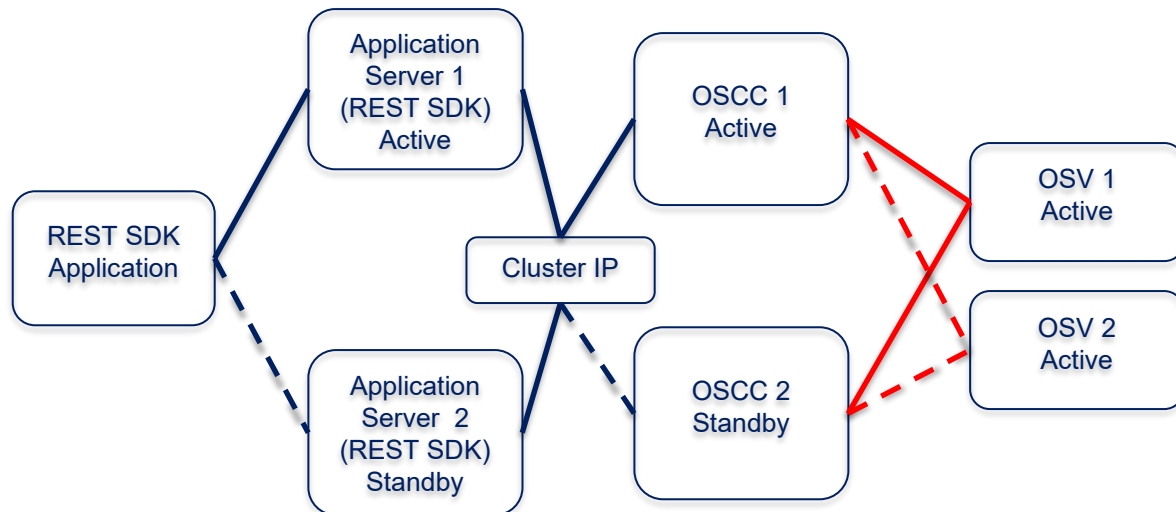 Application
Server 1
(REST SDK)
Active
OSCC 1
Active
OSV 1
Active
REST SDK
Application
Cluster IP
OSV 2
Active
Application
Server 2
(REST SDK)
Standby
OSCC 2
Standby